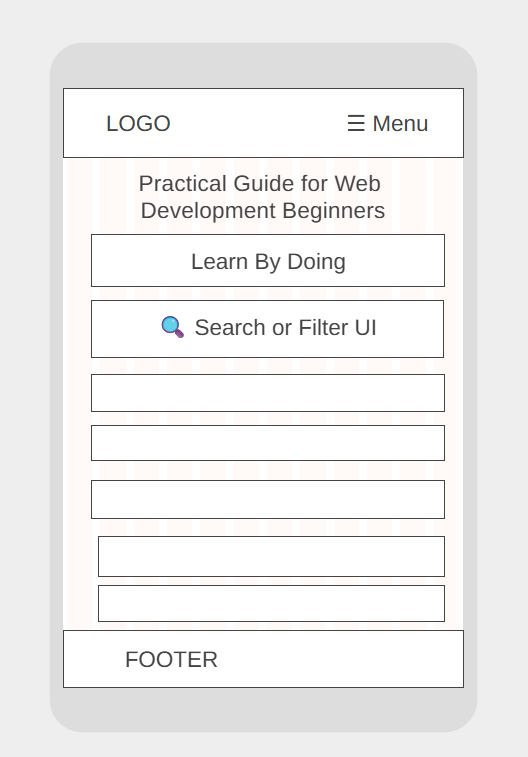 LOGO ☰ Menu
Practical Guide for Web
Development Beginners
Learn By Doing
🔍 Search or Filter UI
FOOTER